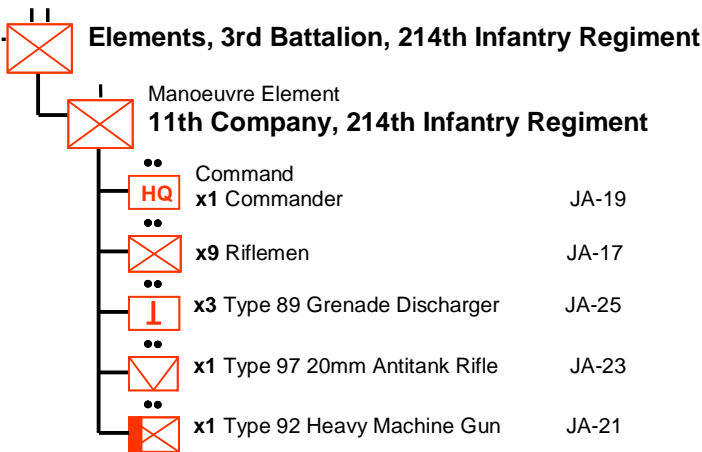 Elements, 3rd Battalion, 214th Infantry Regiment
Manoeuvre Element
11th Company, 214th Infantry Regiment
Command
HQ x1 Commander JA-19
x9 Riflemen JA-17
x3 Type 89 Grenade Discharger JA-25
x1 Type 97 20mm Antitank Rifle JA-23
x1 Type 92 Heavy Machine Gun JA-21